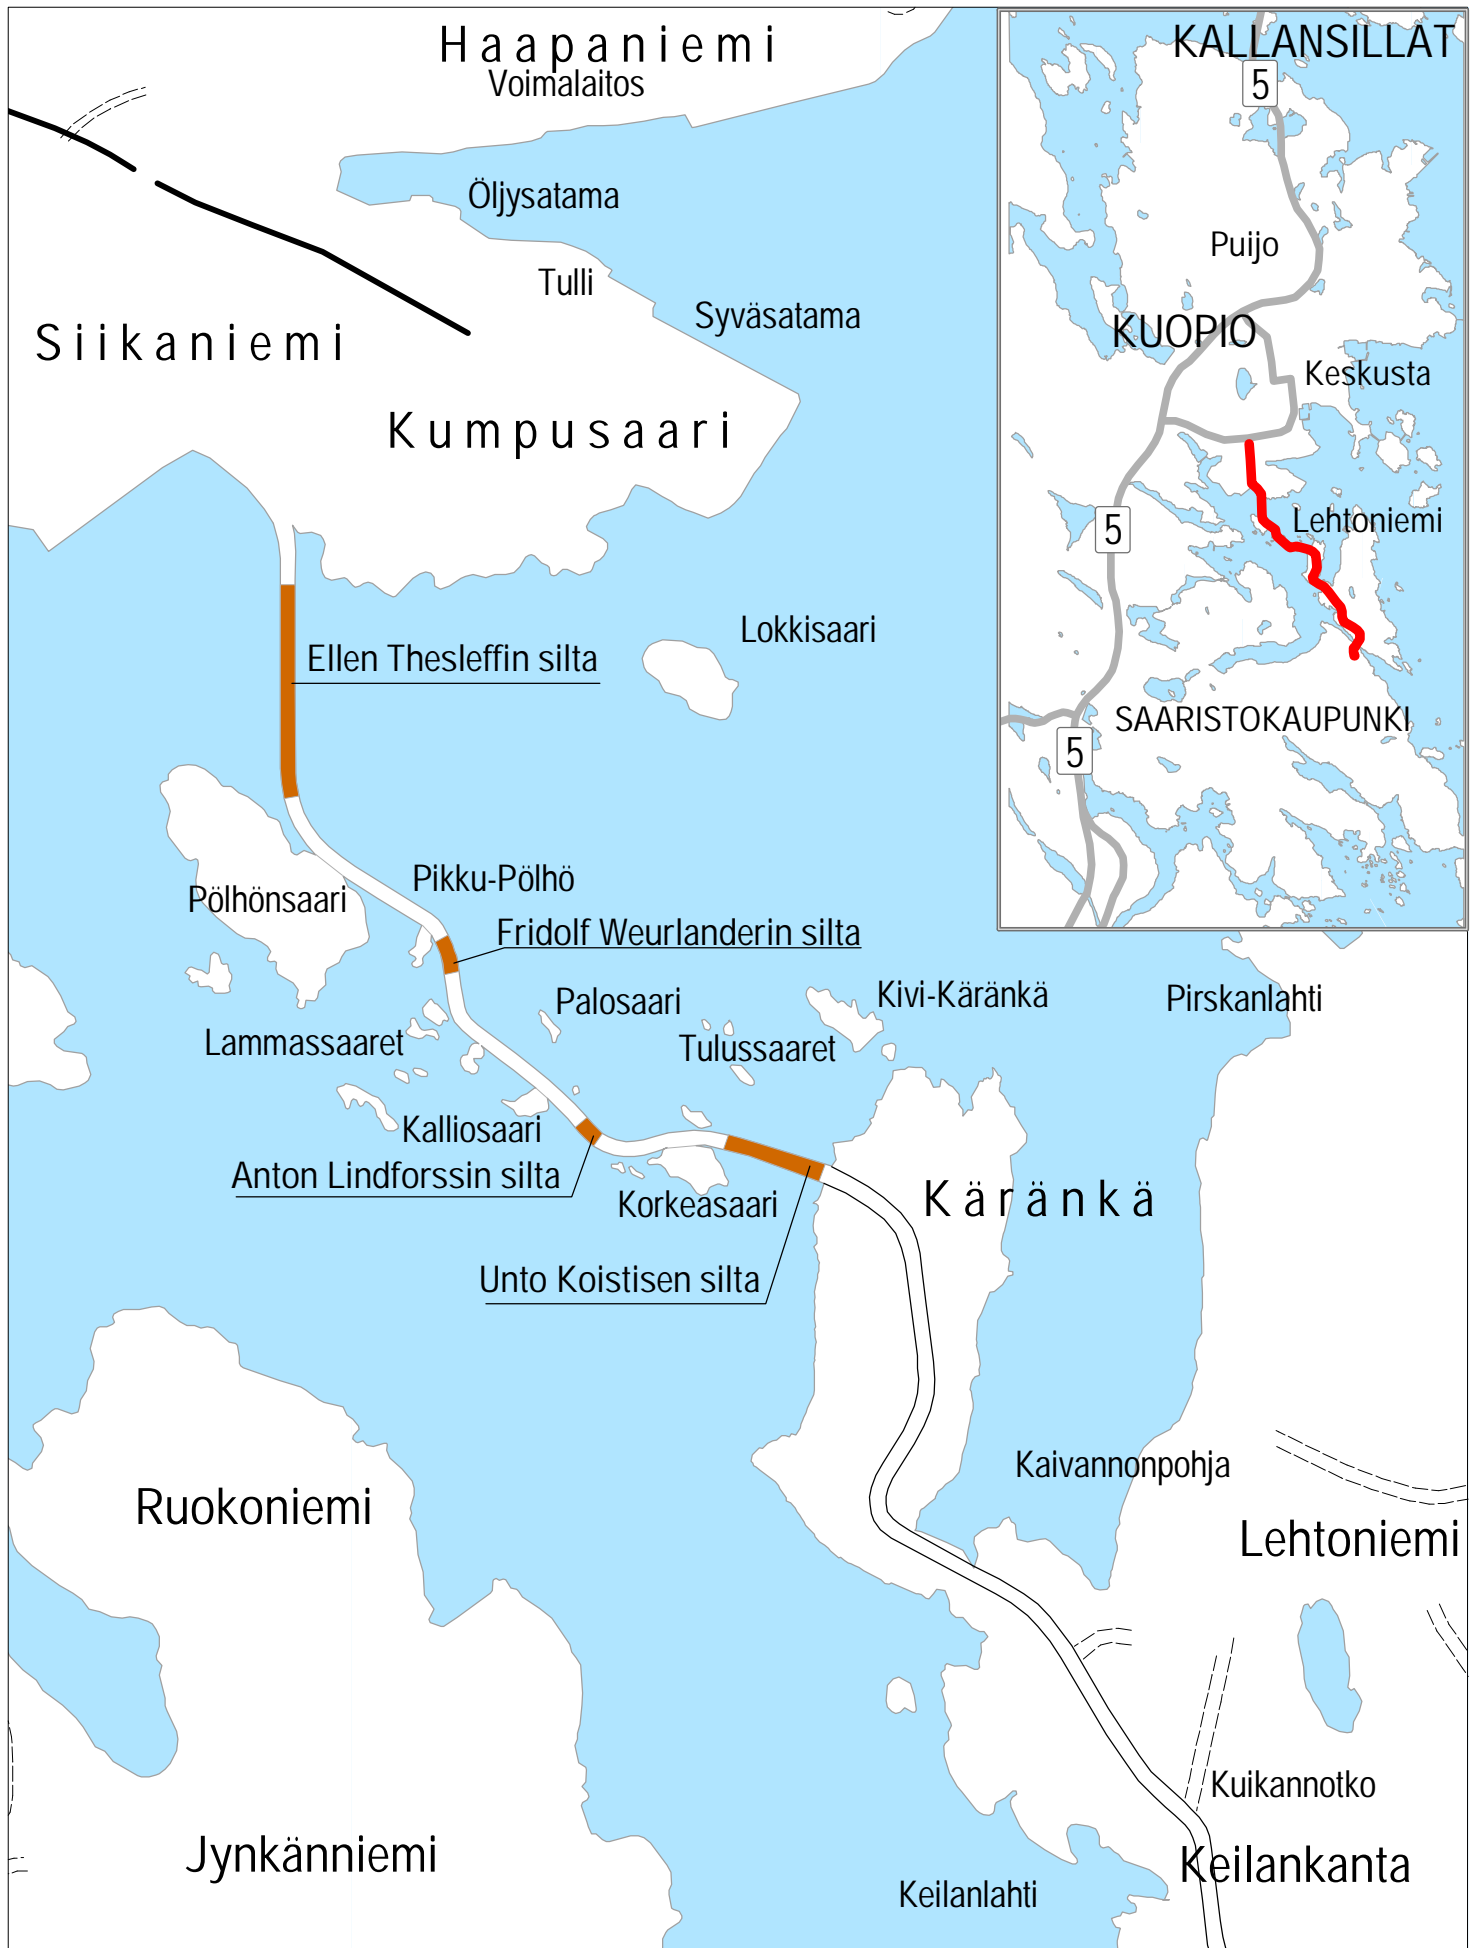 Haapaniemi
Voimalaitos
Öljysatama
Tulli
Syväsatama
Siikaniemi
Kumpusaari
Lokkisaari
Ellen Thesleffin silta
Pikku-Pölhö
Pölhönsaari
Fridolf Weurlanderin silta
Kivi-Käränkä
Pirskanlahti
Palosaari
Lammassaaret
Tulussaaret
Kalliosaari
Anton Lindforssin silta
Korkeasaari
Käränkä
Unto Koistisen silta
Kaivannonpohja
Ruokoniemi
Lehtoniemi
Kuikannotko
Jynkänniemi
Keilankanta
Keilanlahti
KALLANSILLAT
5
Puijo
KUOPIO
Keskusta
5
Lehtoniemi
SAARISTOKAUPUNKI
5